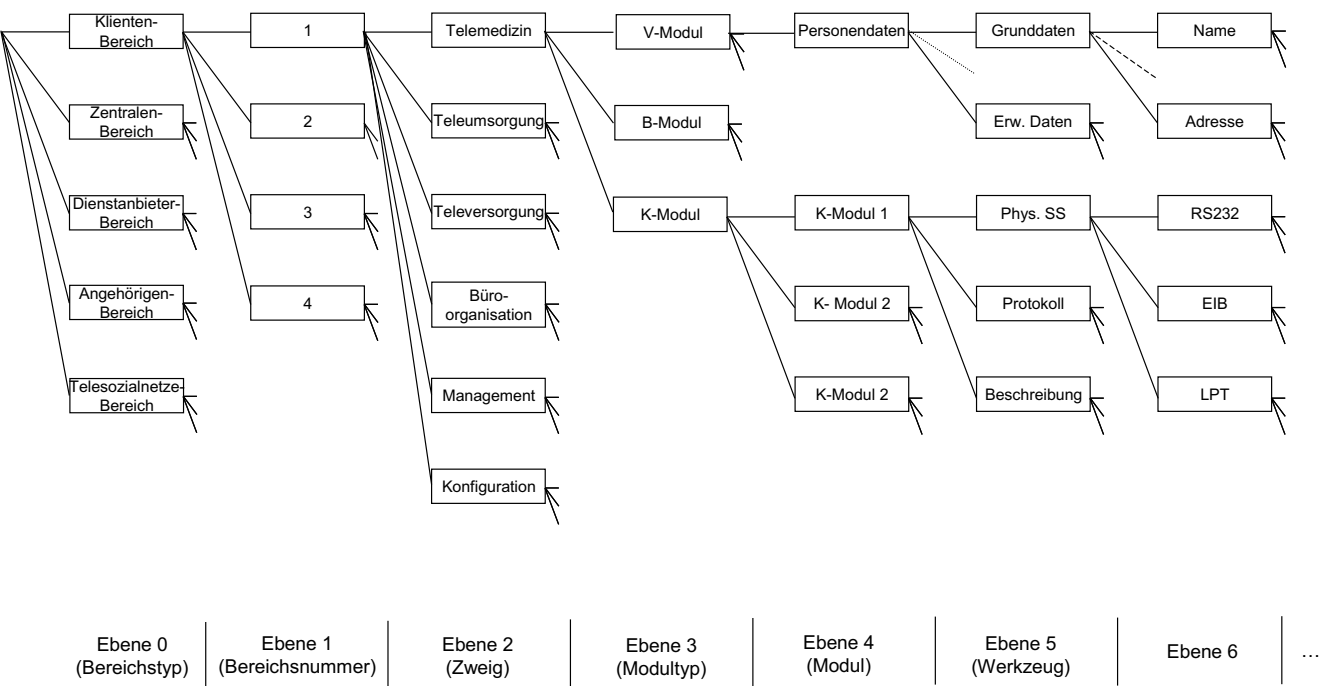 Klienten-
Bereich
1
Telemedizin
V-Modul
Personendaten
Grunddaten
Name
Zentralen-
Bereich
2
Teleumsorgung
B-Modul
Erw. Daten
Adresse
Dienstanbieter-
Bereich
3
Televersorgung
K-Modul
K-Modul 1
Phys. SS
RS232
Angehörigen-
Bereich
4
Büro-
organisation
K- Modul 2
Protokoll
EIB
Telesozialnetze-
Bereich
Management
K-Modul 2
Beschreibung
LPT
Konfiguration
Ebene 0
(Bereichstyp)
Ebene 1
(Bereichsnummer)
Ebene 2
(Zweig)
Ebene 3
(Modultyp)
Ebene 4
(Modul)
Ebene 5
(Werkzeug)
Ebene 6
...